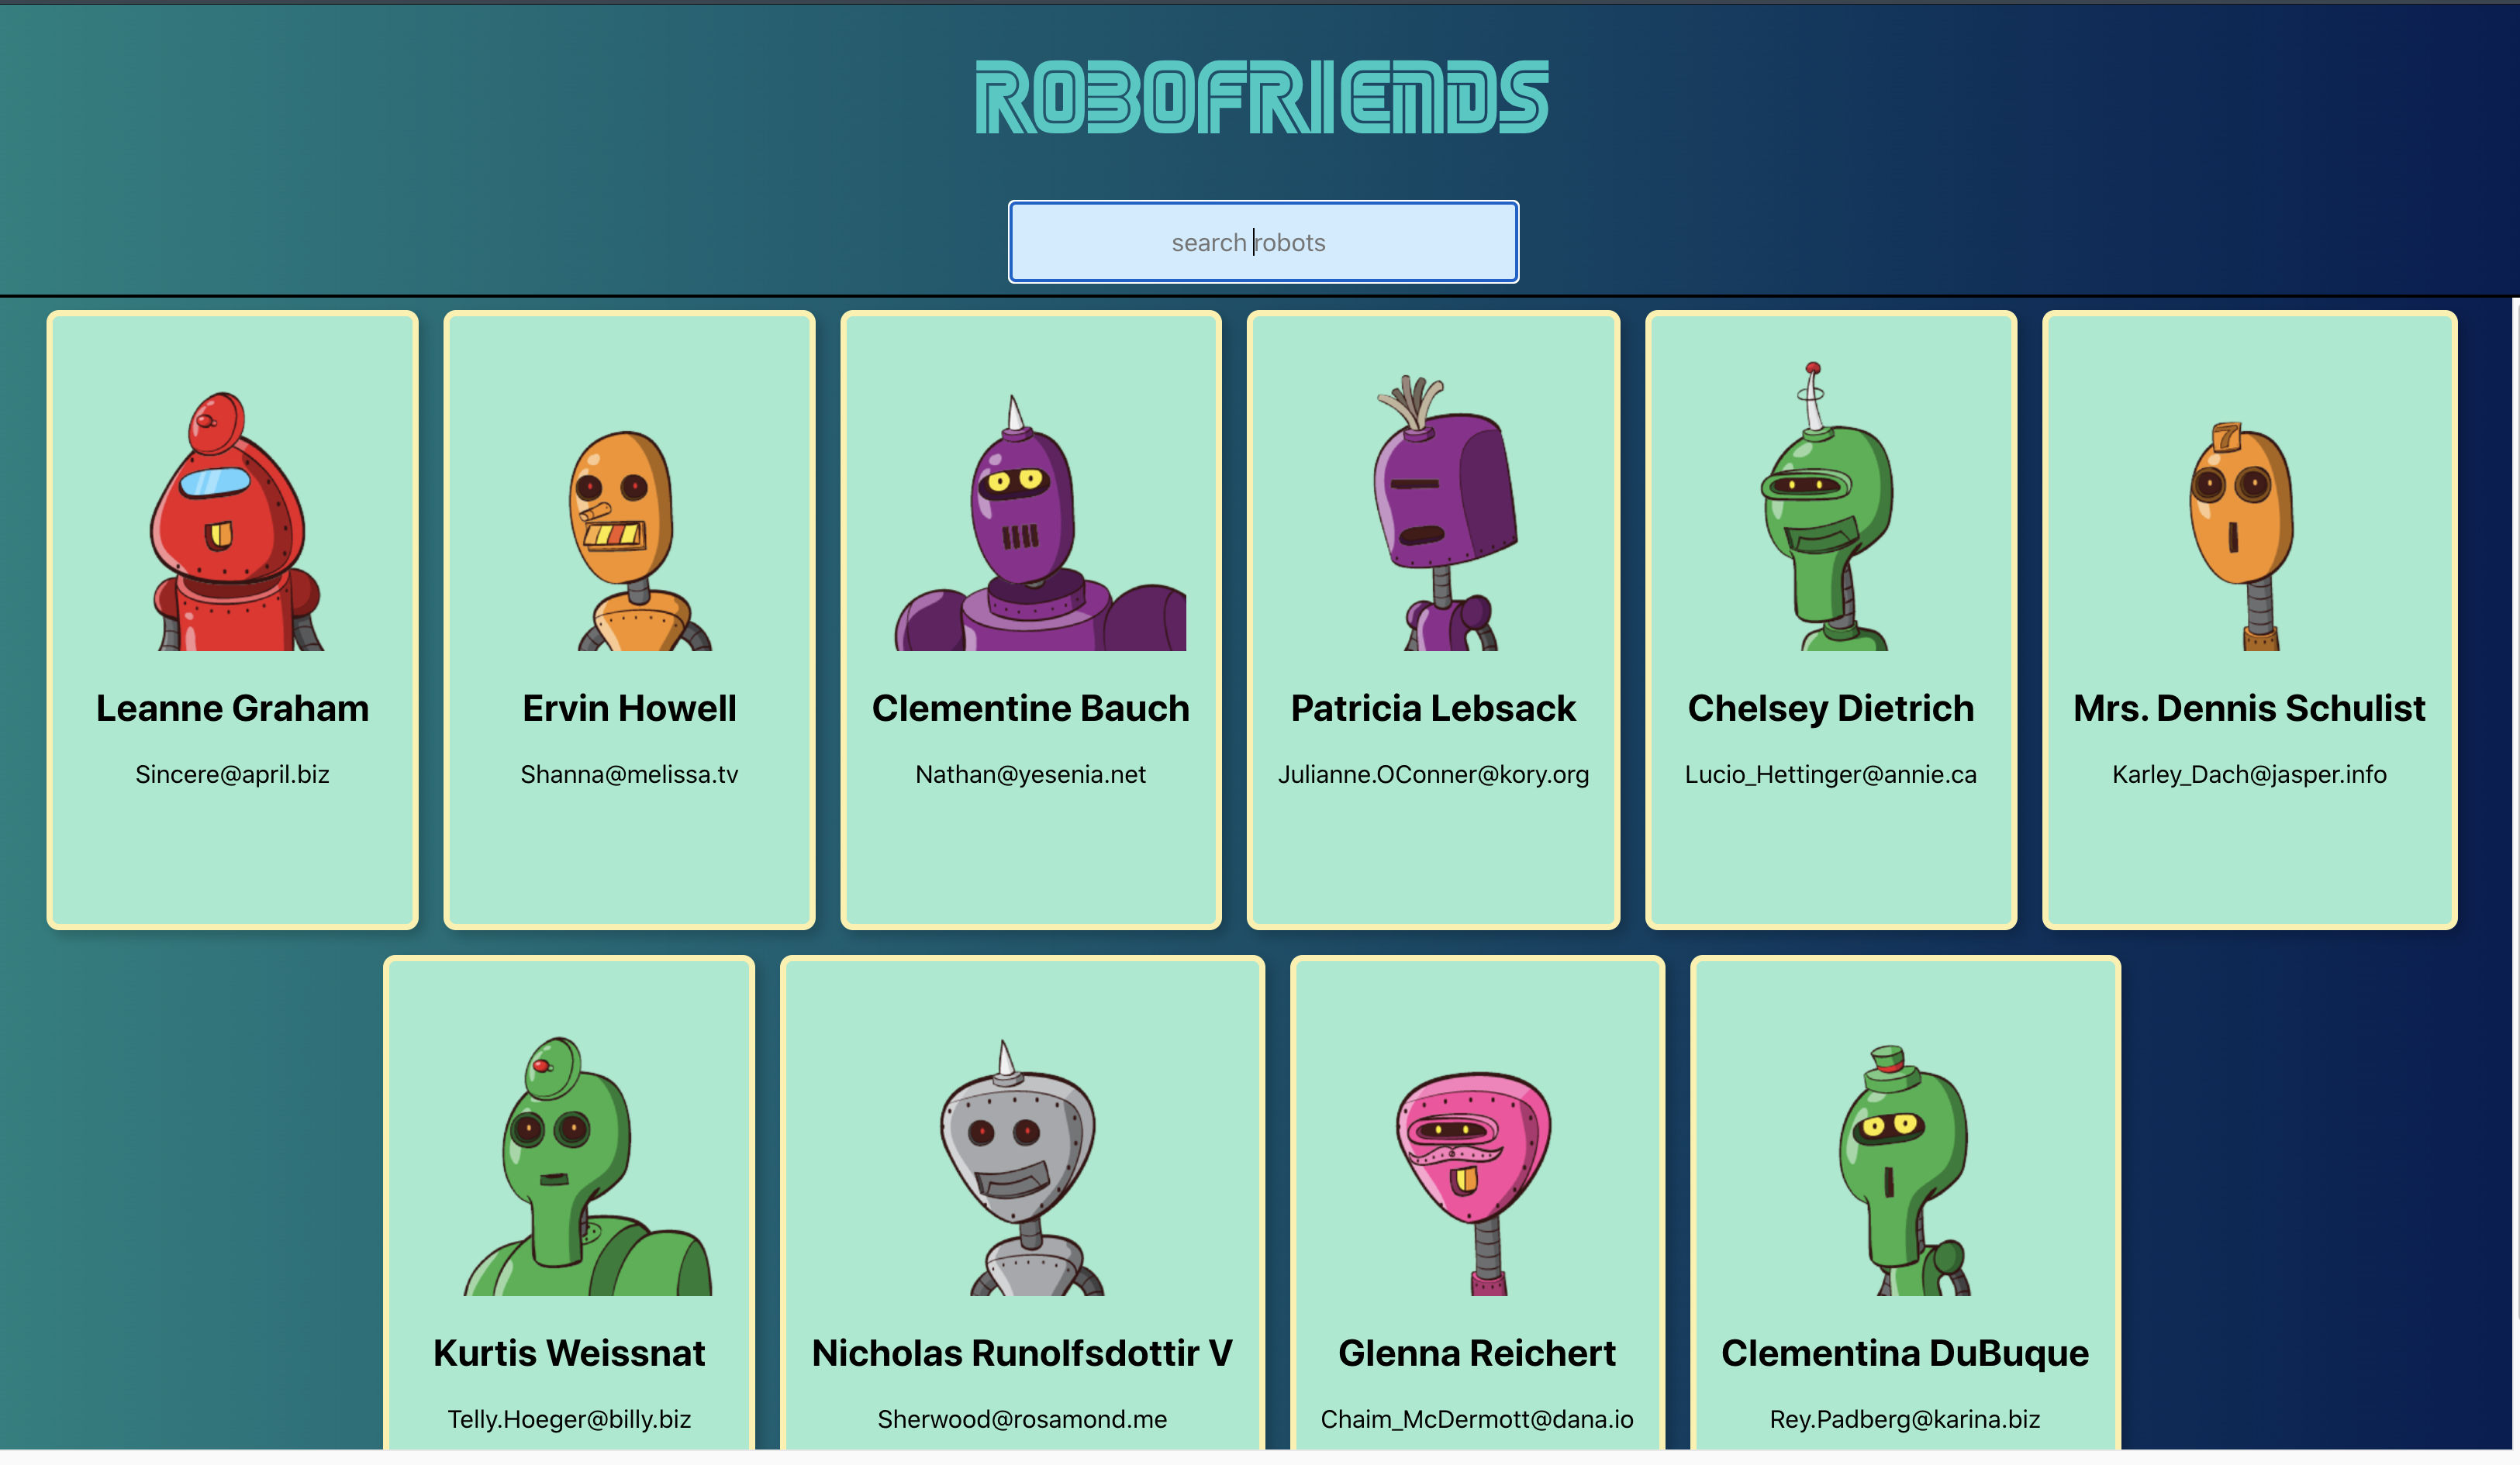 ROBOFRIENDS
search robots
Leanne Graham
Sincere@april.biz
Ervin Howell
Shanna@melissa.tv
Clementine Bauch
Nathan@yesenia.net
Patricia Lebsack
Julianne.OConner@kory.org
Chelsey Dietrich
Lucio_Hettinger@annie.ca
7
Mrs. Dennis Schulist
Karley_Dach@jasper.info
Kurtis Weissnat
Telly.Hoeger@billy.biz
Nicholas Runolfsdottir V
Sherwood@rosamond.me
Glenna Reichert
Chaim_McDermott@dana.io
Clementina DuBuque
Rey.Padberg@karina.biz